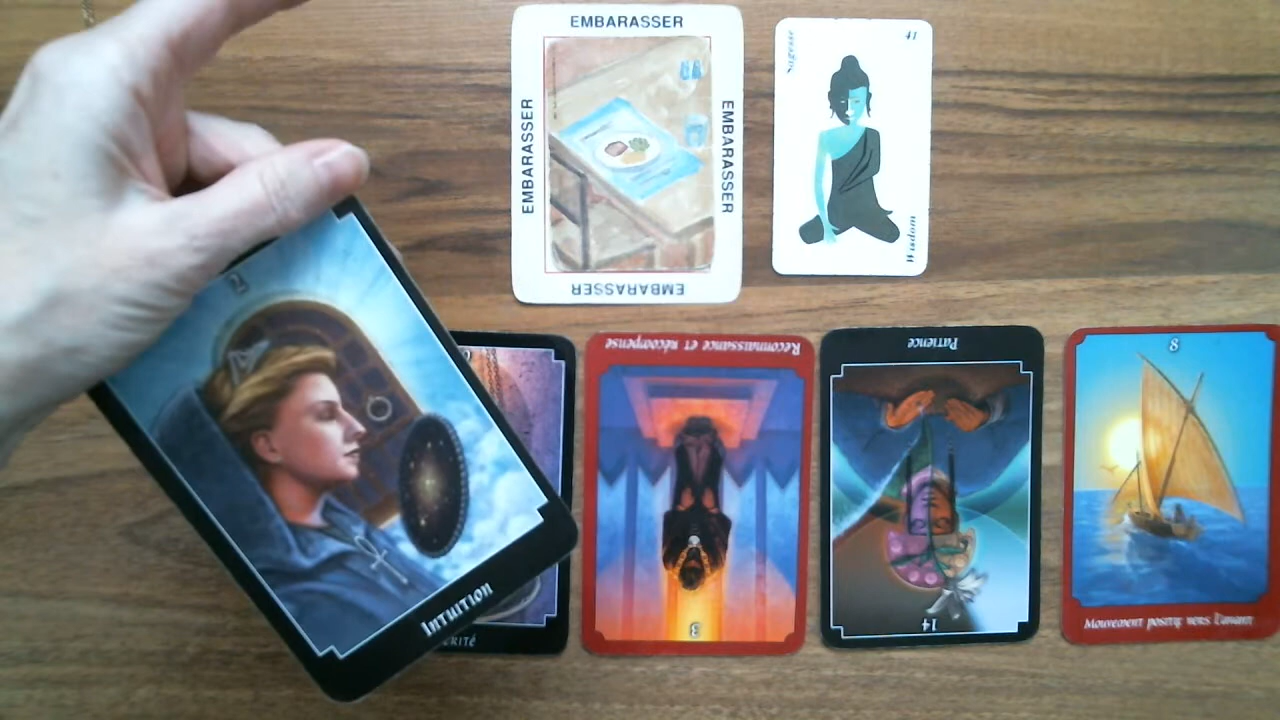 EMBARASSER
EMBARASSER
EMBARASSER
EMBARASSER
Sagesse
41
Wisdom
2
Intuition
Reconnaissance et récompense
3
Patience
14
8
Mouvement positif vers l'avant